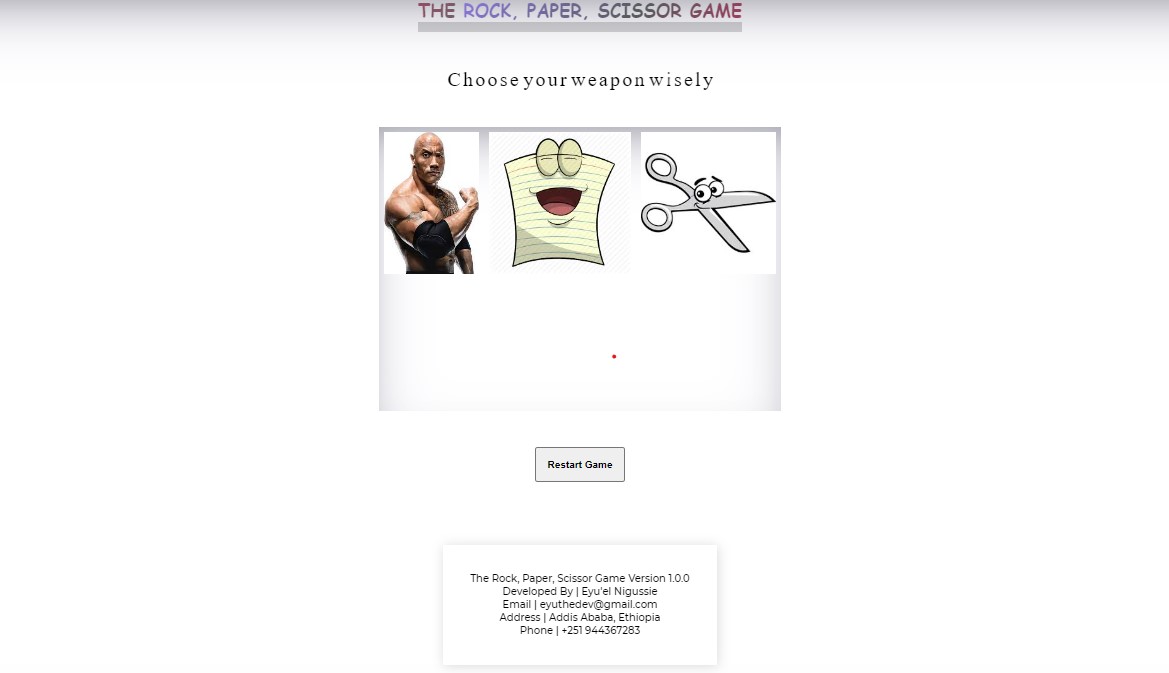 THE ROCK, PAPER, SCISSOR GAME
Choose your weapon wisely
Restart Game
The Rock, Paper, Scissor Game Version 1.0.0
Developed By | Eyu'el Nigussie
Email | eyuthedev@gmail.com
Address | Addis Ababa, Ethiopia
Phone | +251 944367283